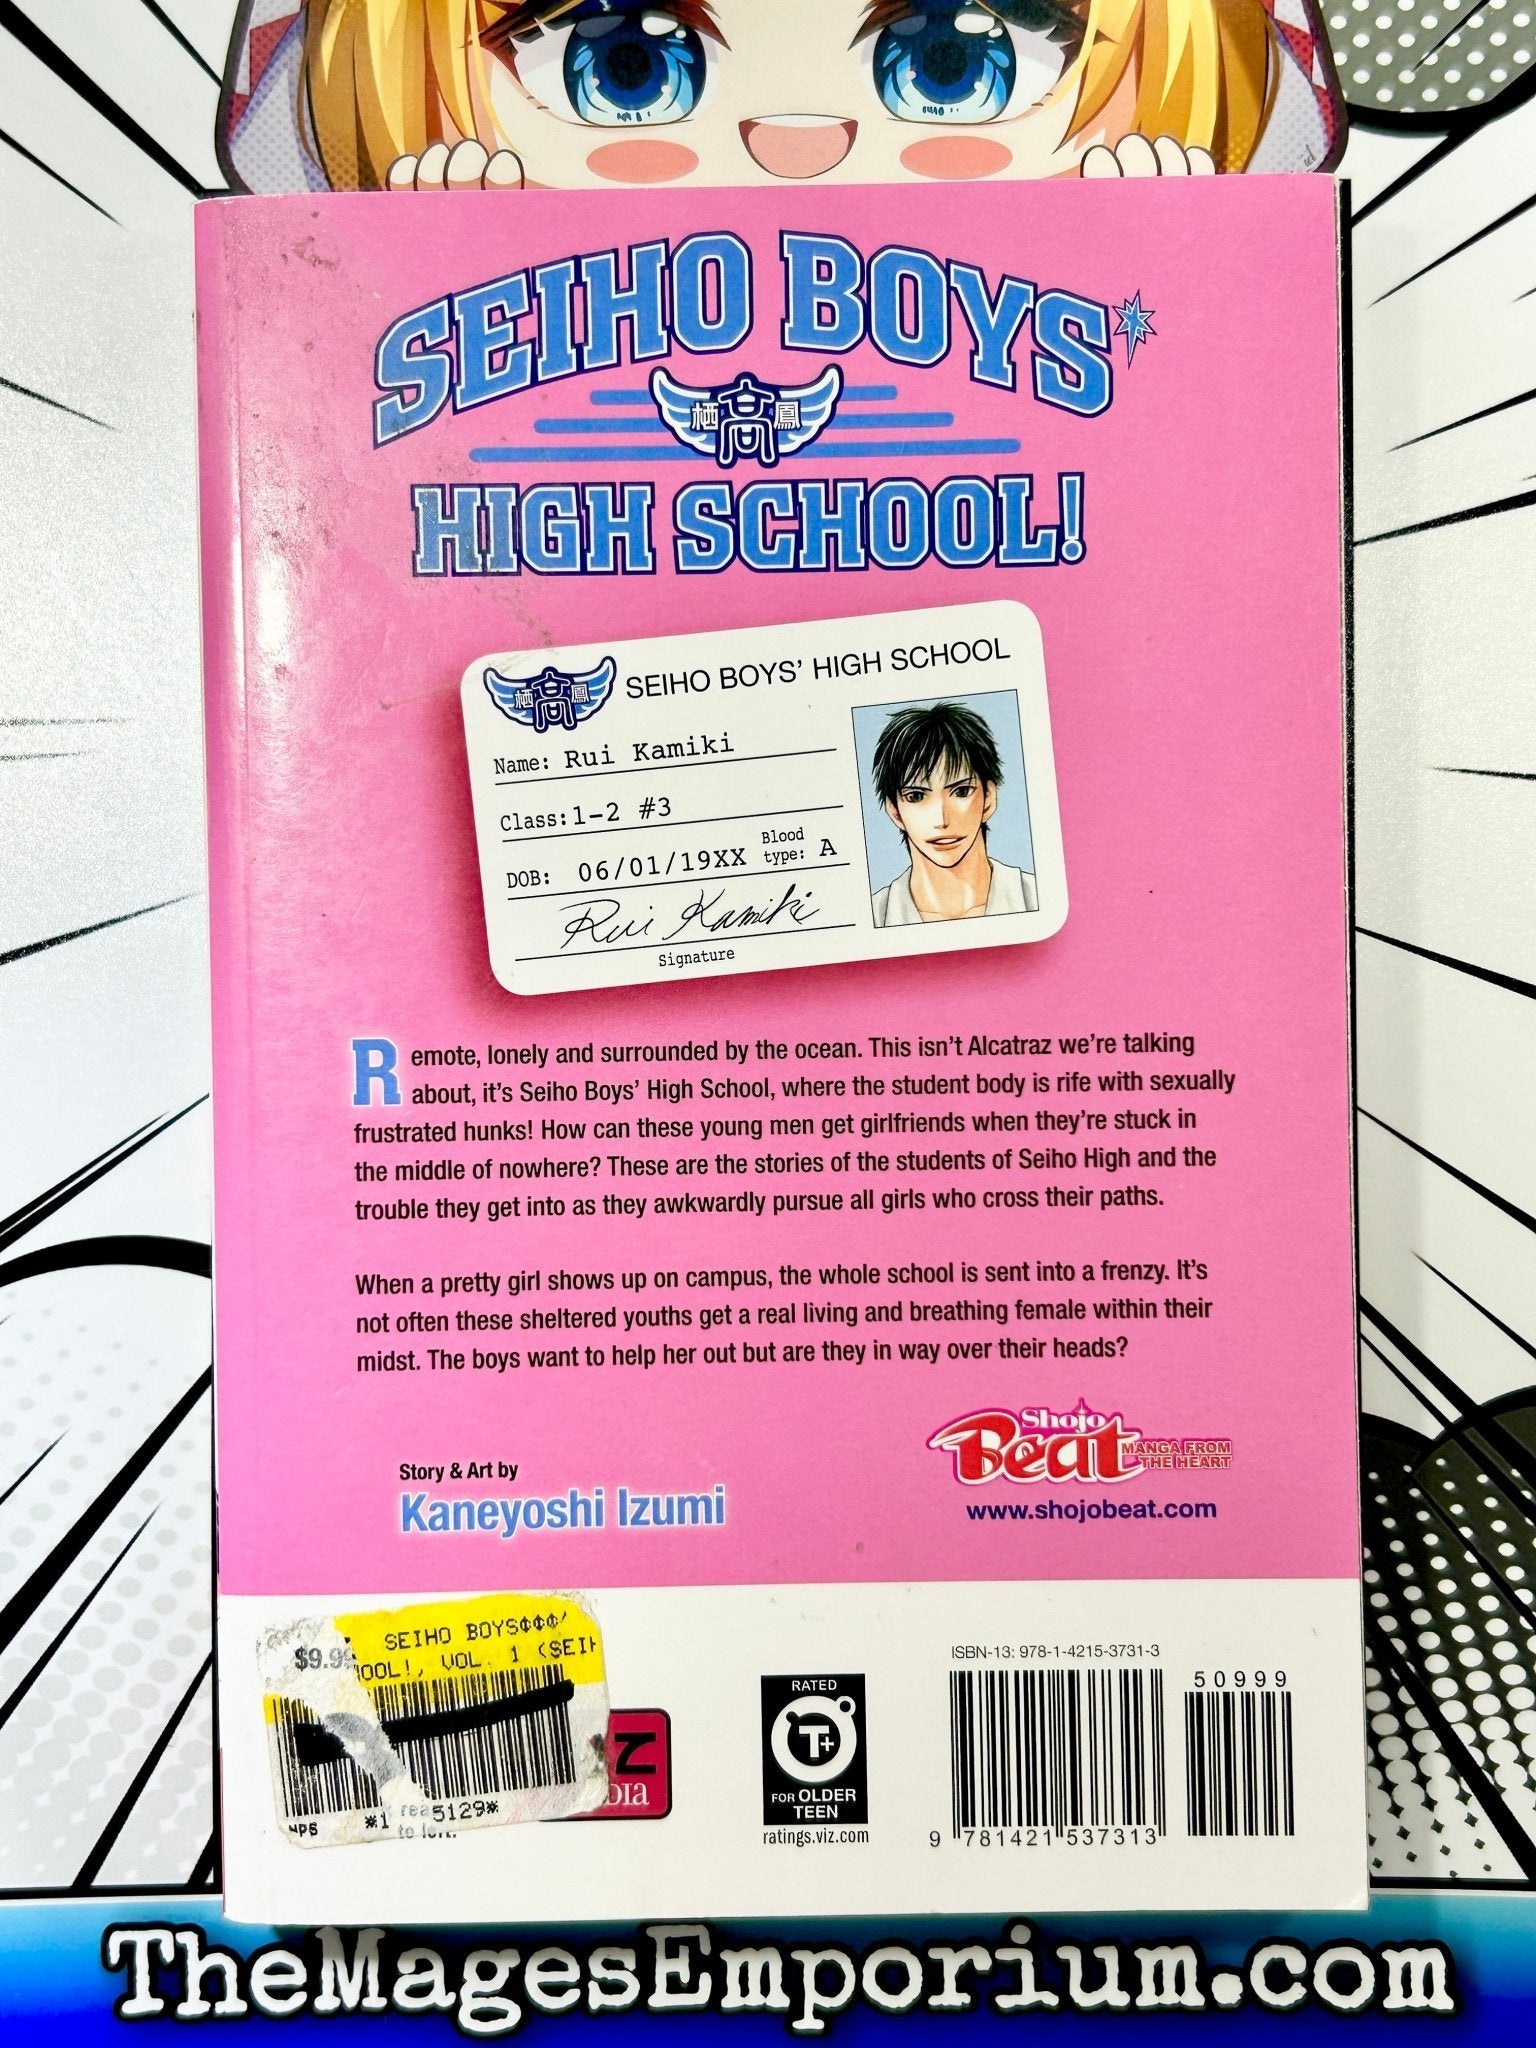 SEIHO BOYS'
栖高鳳
HIGH SCHOOL!
栖高鳳 SEIHO BOYS' HIGH SCHOOL
Name: Rui Kamiki
Class: 1-2 #3
DOB: 06/01/19XX Blood type: A
Rui Kamiki
Signature
Remote, lonely and surrounded by the ocean. This isn't Alcatraz we're talking
about, it's Seiho Boys' High School, where the student body is rife with sexually
frustrated hunks! How can these young men get girlfriends when they're stuck in
the middle of nowhere? These are the stories of the students of Seiho High and the
trouble they get into as they awkwardly pursue all girls who cross their paths.
When a pretty girl shows up on campus, the whole school is sent into a frenzy. It's
not often these sheltered youths get a real living and breathing female within their
midst. The boys want to help her out but are they in way over their heads?
Story & Art by
Kaneyoshi Izumi
Shojo
Beat
MANGA FROM
THE HEART
www.shojobeat.com
SEIHO BOYS¢¢¢/
$9.99 OOL!, VOL. 1 (SEIH
*1 5129*
to left.
DIA
RATED
T+
FOR OLDER
TEEN
ratings.viz.com
ISBN-13: 978-1-4215-3731-3
50999
9 781421 537313
TheMagesEmporium.com